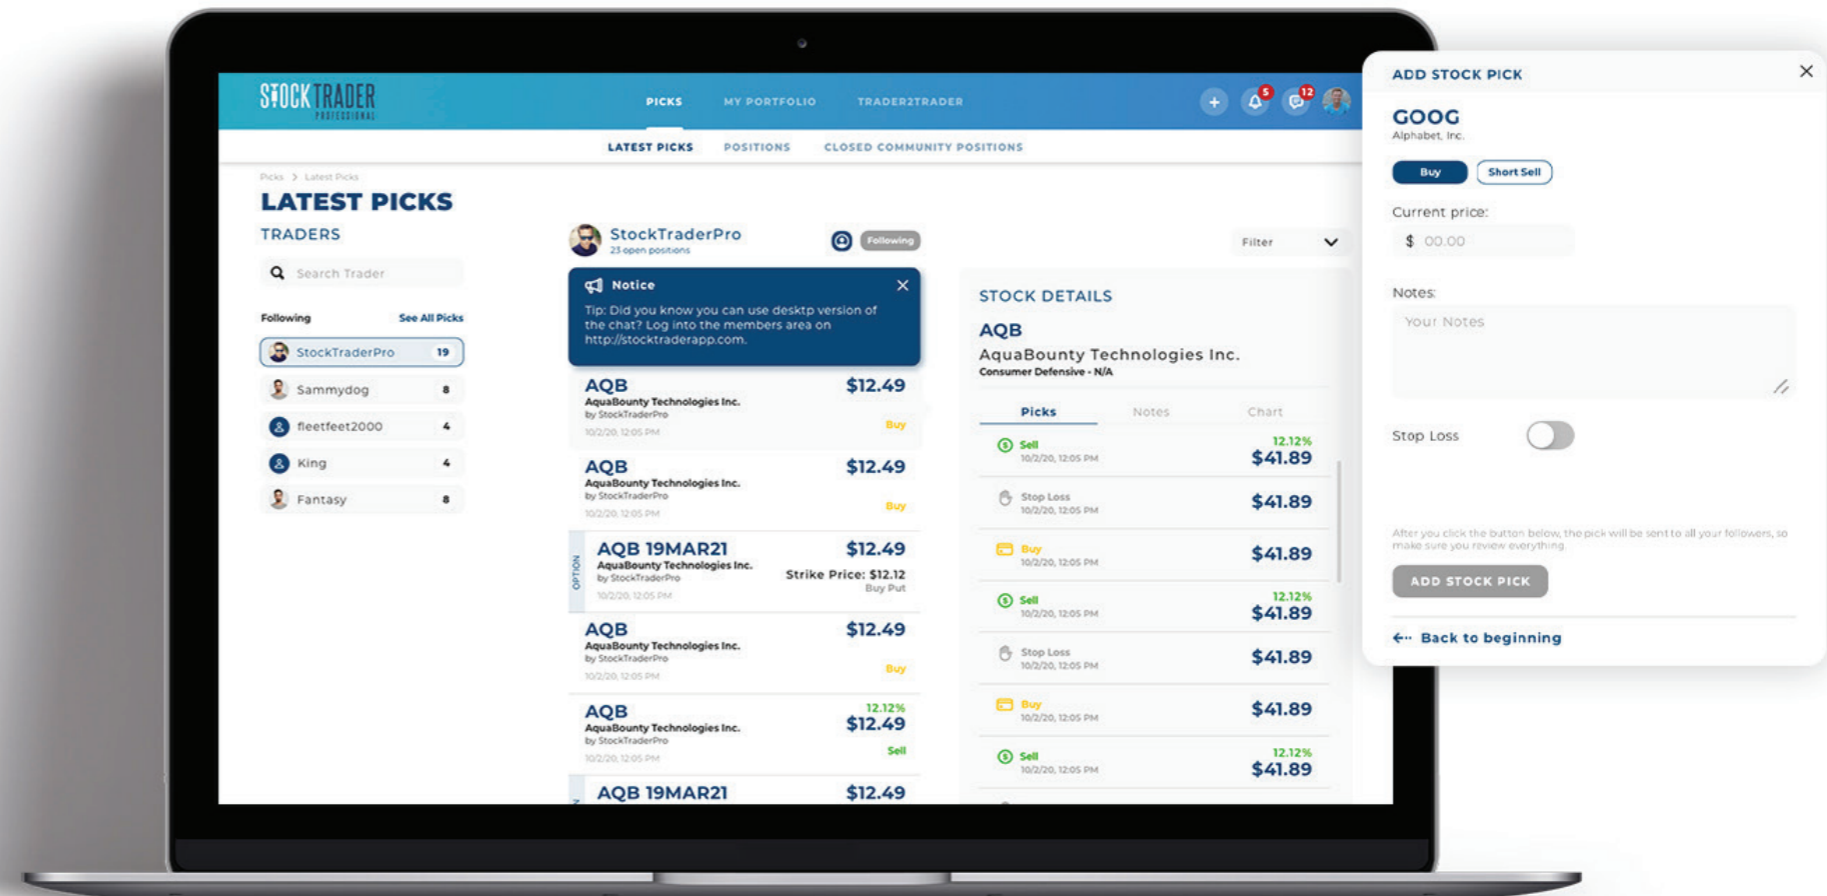 STOCK TRADER
PROFESSIONAL
PICKS
MY PORTFOLIO
TRADER2TRADER
+
5
12
LATEST PICKS
POSITIONS
CLOSED COMMUNITY POSITIONS
Picks > Latest Picks
LATEST PICKS
TRADERS
Search Trader
Following
See All Picks
StockTraderPro 19
Sammydog 8
fleetfeet2000 4
King 4
Fantasy 8
StockTraderPro
23 open positions
Following
Notice
Tip: Did you know you can use desktp version of
the chat? Log into the members area on
http://stocktraderapp.com.
AQB $12.49
AquaBounty Technologies Inc.
by StockTraderPro
10/2/20, 12:05 PM
Buy
AQB $12.49
AquaBounty Technologies Inc.
by StockTraderPro
10/2/20, 12:05 PM
Buy
OPTION
AQB 19MAR21 $12.49
AquaBounty Technologies Inc.
Strike Price: $12.12
by StockTraderPro
Buy Put
10/2/20, 12:05 PM
AQB $12.49
AquaBounty Technologies Inc.
by StockTraderPro
10/2/20, 12:05 PM
Buy
12.12%
AQB $12.49
AquaBounty Technologies Inc.
by StockTraderPro
Sell
10/2/20, 12:05 PM
AQB 19MAR21 $12.49
Filter
STOCK DETAILS
AQB
AquaBounty Technologies Inc.
Consumer Defensive - N/A
Picks
Notes
Chart
Sell 12.12%
10/2/20, 12:05 PM $41.89
Stop Loss
10/2/20, 12:05 PM $41.89
Buy
10/2/20, 12:05 PM $41.89
Sell 12.12%
10/2/20, 12:05 PM $41.89
Stop Loss
10/2/20, 12:05 PM $41.89
Buy
10/2/20, 12:05 PM $41.89
Sell 12.12%
10/2/20, 12:05 PM $41.89
ADD STOCK PICK
GOOG
Alphabet, Inc.
Buy
Short Sell
Current price:
$ 00.00
Notes:
Your Notes
Stop Loss
After you click the button below, the pick will be sent to all your followers, so
make sure you review everything.
ADD STOCK PICK
Back to beginning